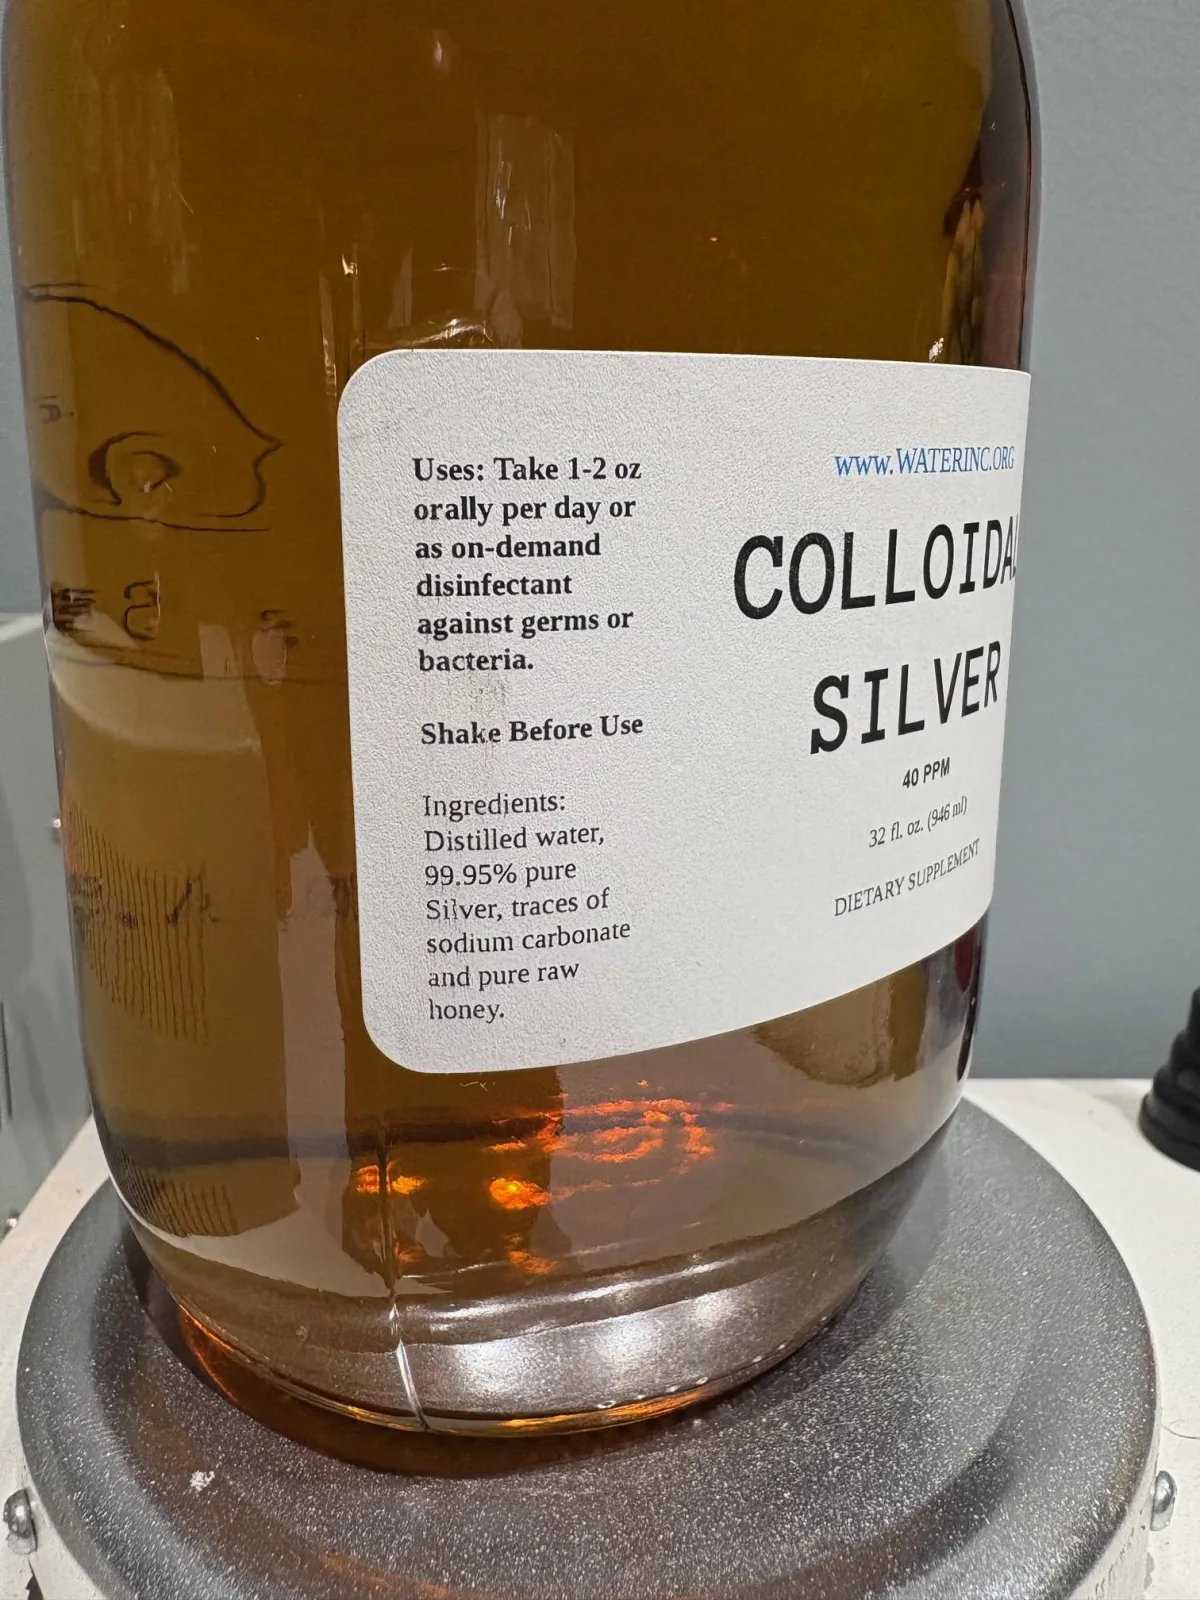 Uses: Take 1-2 oz
orally per day or
as on-demand
disinfectant
against germs or
bacteria.
Shake Before Use
Ingredients:
Distilled water,
99.95% pure
Silver, traces of
sodium carbonate
and pure raw
honey.
www.WATERINC.ORG
COLLOIDAL
SILVER
40 PPM
32 fl. oz. (946 ml)
DIETARY SUPPLEMENT